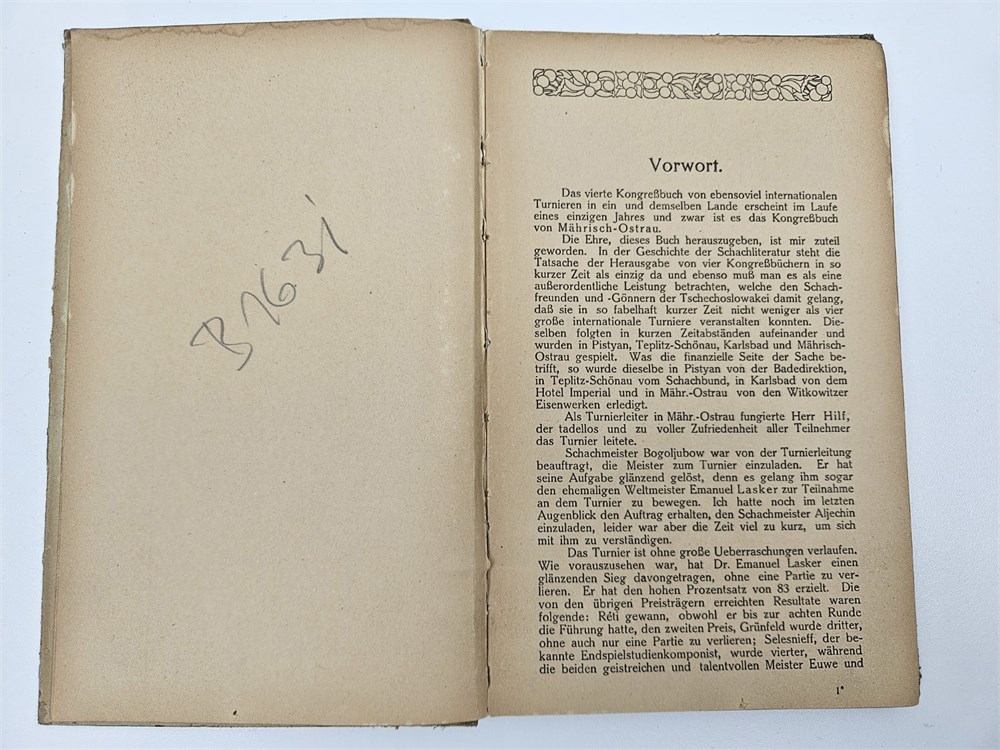 B1631
Vorwort.
Das vierte Kongreßbuch von ebensoviel internationalen
Turnieren in ein und demselben Lande erscheint im Laufe
eines einzigen Jahres und zwar ist es das Kongreßbuch
von Mährisch-Ostrau.
Die Ehre, dieses Buch herauszugeben, ist mir zuteil
geworden. In der Geschichte der Schachliteratur steht die
Tatsache der Herausgabe von vier Kongreßbüchern in so
kurzer Zeit als einzig da und ebenso muß man es als eine
außerordentliche Leistung betrachten, welche den Schach-
freunden und -Gönnern der Tschechoslowakei damit gelang,
daß sie in so fabelhaft kurzer Zeit nicht weniger als vier
große internationale Turniere veranstalten konnten. Die-
selben folgten in kurzen Zeitabständen aufeinander und
wurden in Pistyan, Teplitz-Schönau, Karlsbad und Mährisch-
Ostrau gespielt. Was die finanzielle Seite der Sache be-
trifft, so wurde dieselbe in Pistyan von der Badedirektion,
in Teplitz-Schönau vom Schachbund, in Karlsbad von dem
Hotel Imperial und in Mähr.-Ostrau von den Witkowitzer
Eisenwerken erledigt.
Als Turnierleiter in Mähr.-Ostrau fungierte Herr Hilf,
der tadellos und zu voller Zufriedenheit aller Teilnehmer
das Turnier leitete.
Schachmeister Bogoljubow war von der Turnierleitung
beauftragt, die Meister zum Turnier einzuladen. Er hat
seine Aufgabe glänzend gelöst, denn es gelang ihm sogar
den ehemaligen Weltmeister Emanuel Lasker zur Teilnahme
an dem Turnier zu bewegen. Ich hatte noch im letzten
Augenblick den Auftrag erhalten, den Schachmeister Aljechin
einzuladen, leider war aber die Zeit viel zu kurz, um sich
mit ihm zu verständigen.
Das Turnier ist ohne große Ueberraschungen verlaufen.
Wie vorauszusehen war, hat Dr. Emanuel Lasker einen
glänzenden Sieg davongetragen, ohne eine Partie zu ver-
lieren. Er hat den hohen Prozentsatz von 83 erzielt. Die
von den übrigen Preisträgern erreichten Resultate waren
folgende: Réti gewann, obwohl er bis zur achten Runde
die Führung hatte, den zweiten Preis, Grünfeld wurde dritter,
ohne auch nur eine Partie zu verlieren; Selesnieff, der be-
kannte Endspielstudienkomponist, wurde vierter, während
die beiden geistreichen und talentvollen Meister Euwe und
1*